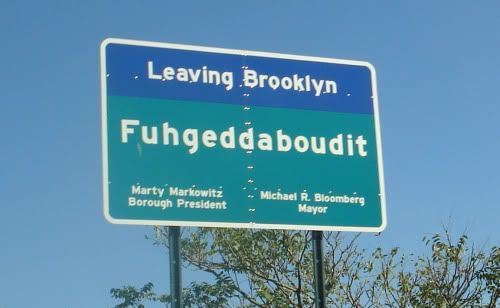 Leaving Brooklyn
Fuhgeddaboudit
Marty Markowitz
Borough President
Michael R. Bloomberg
Mayor